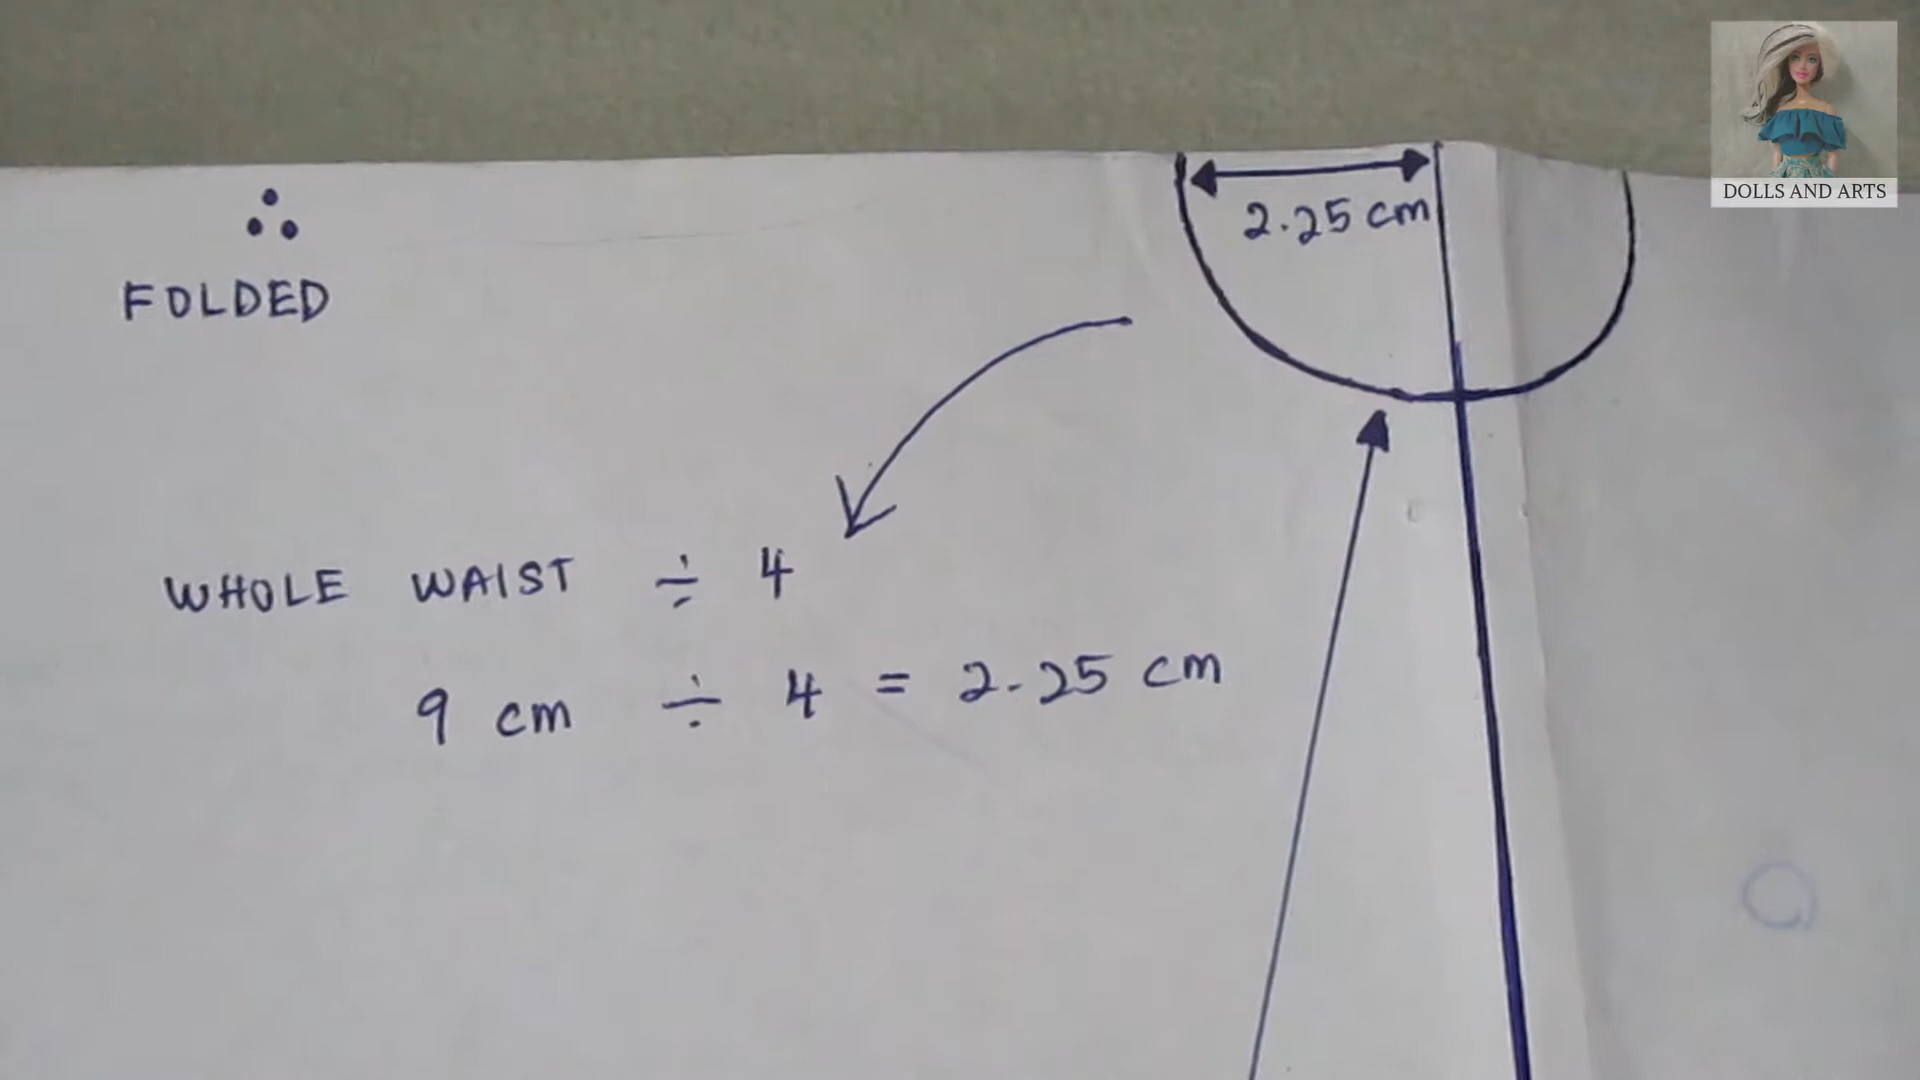 DOLLS AND ARTS
2.25 cm
FOLDED
WHOLE WAIST ÷ 4
9 cm ÷ 4 = 2.25 cm